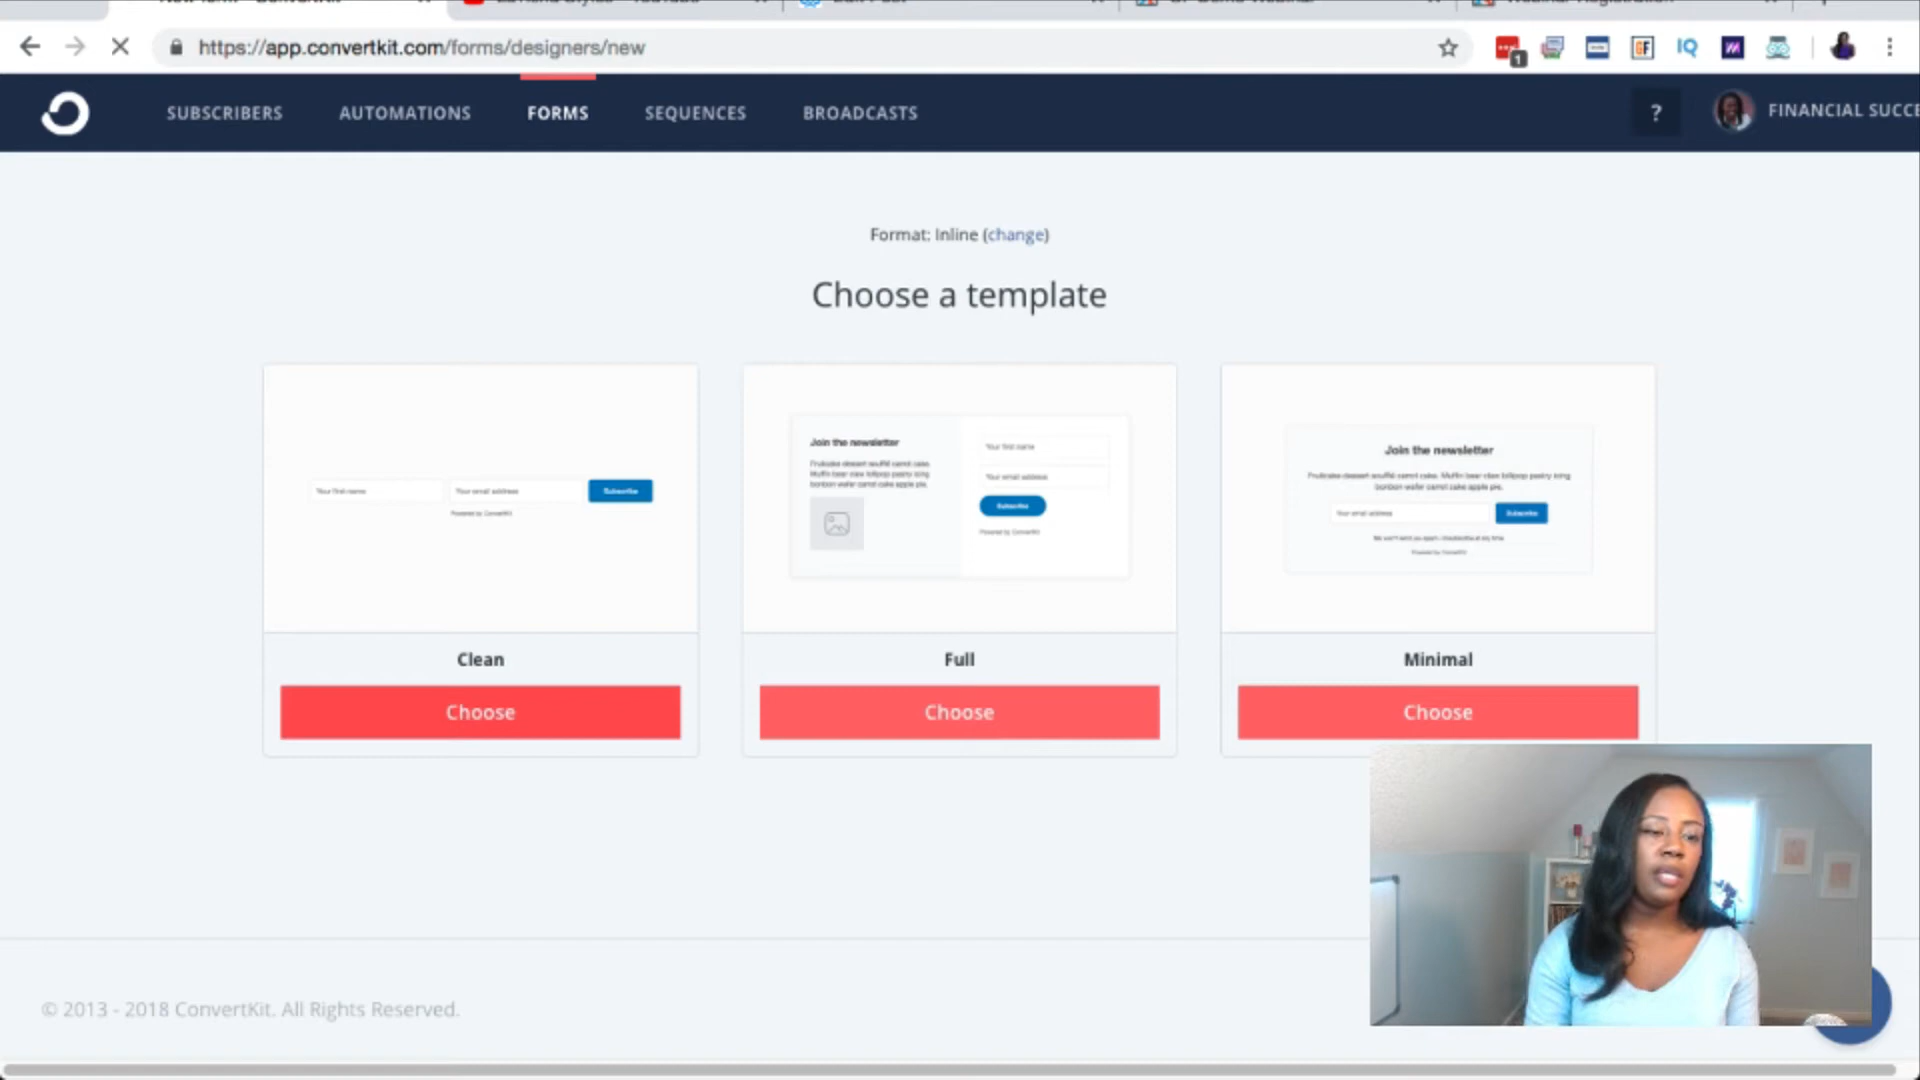 https://app.convertkit.com/forms/designers/new
1
SUBSCRIBERS
AUTOMATIONS
FORMS
SEQUENCES
BROADCASTS
?
FINANCIAL SUCCE
Format: Inline (change)
Choose a template
Your first name
Your email address
Subscribe
Powered by ConvertKit
Join the newsletter
Fruitcake dessert soufflé carrot cake.
Muffin bear claw lollipop pastry icing
bonbon wafer carrot cake apple pie.
Your first name
Your email address
Subscribe
Powered by ConvertKit
Join the newsletter
Fruitcake dessert soufflé carrot cake. Muffin bear claw lollipop pastry icing
bonbon wafer carrot cake apple pie.
Your email address
Subscribe
We won't send you spam. Unsubscribe at any time.
Powered by ConvertKit
Clean
Full
Minimal
Choose
Choose
Choose
© 2013 - 2018 ConvertKit. All Rights Reserved.